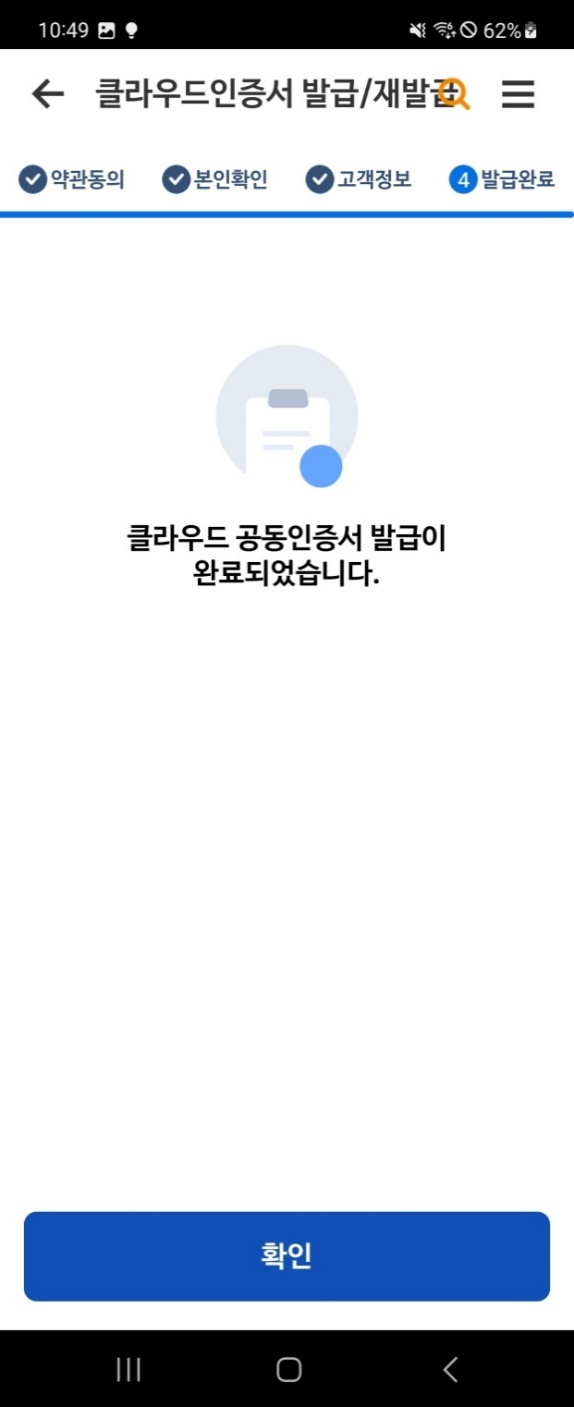 10:49 62%
클라우드인증서 발급/재발급
약관동의 본인확인 고객정보 4 발급완료
클라우드 공동인증서 발급이
완료되었습니다.
확인